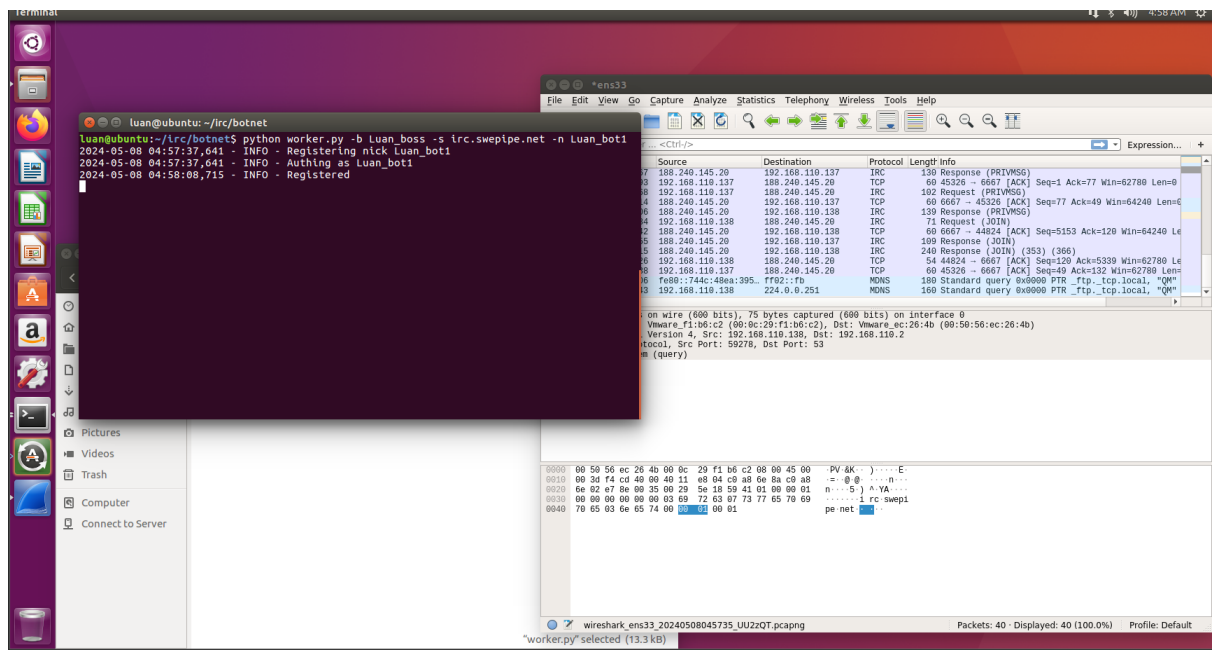 Terminal
4:58 AM
*ens33
File Edit View Go Capture Analyze Statistics Telephony Wireless Tools Help
luan@ubuntu: ~/irc/botnet
luan@ubuntu:~/irc/botnet$ python worker.py -b Luan_boss -s irc.swepipe.net -n Luan_bot1
2024-05-08 04:57:37,641 - INFO - Registering nick Luan_bot1
2024-05-08 04:57:37,641 - INFO - Authing as Luan_bot1
2024-05-08 04:58:08,715 - INFO - Registered
... <Ctrl-/> Expression... +
Source Destination Protocol Length Info
7 188.240.145.20 192.168.110.137 IRC 130 Response (PRIVMSG)
3 192.168.110.137 188.240.145.20 TCP 60 45326 → 6667 [ACK] Seq=1 Ack=77 Win=62780 Len=0
8 192.168.110.137 188.240.145.20 IRC 102 Request (PRIVMSG)
4 188.240.145.20 192.168.110.137 TCP 60 6667 → 45326 [ACK] Seq=77 Ack=49 Win=64240 Len=0
6 188.240.145.20 192.168.110.138 IRC 139 Response (PRIVMSG)
4 192.168.110.138 188.240.145.20 IRC 71 Request (JOIN)
2 188.240.145.20 192.168.110.138 TCP 60 6667 → 44824 [ACK] Seq=5153 Ack=120 Win=64240 Le
5 188.240.145.20 192.168.110.137 IRC 109 Response (JOIN)
5 188.240.145.20 192.168.110.138 IRC 240 Response (JOIN) (353) (366)
6 192.168.110.138 188.240.145.20 TCP 54 44824 → 6667 [ACK] Seq=120 Ack=5339 Win=62780 Le
8 192.168.110.137 188.240.145.20 TCP 60 45326 → 6667 [ACK] Seq=49 Ack=132 Win=62780 Len=
6 fe80::744c:48ea:395… ff02::fb MDNS 180 Standard query 0x0000 PTR _ftp._tcp.local, "QM"
3 192.168.110.138 224.0.0.251 MDNS 160 Standard query 0x0000 PTR _ftp._tcp.local, "QM"
on wire (600 bits), 75 bytes captured (600 bits) on interface 0
Vmware_f1:b6:c2 (00:0c:29:f1:b6:c2), Dst: Vmware_ec:26:4b (00:50:56:ec:26:4b)
Version 4, Src: 192.168.110.138, Dst: 192.168.110.2
tocol, Src Port: 59278, Dst Port: 53
m (query)
Pictures
Videos
Trash
Computer
Connect to Server
0000 00 50 56 ec 26 4b 00 0c 29 f1 b6 c2 08 00 45 00 ·PV·&K·· )·····E·
0010 00 3d f4 cd 40 00 40 11 e8 04 c0 a8 6e 8a c0 a8 ·=··@·@· ····n···
0020 6e 02 e7 8e 00 35 00 29 5e 18 59 41 01 00 00 01 n····5·) ^·YA····
0030 00 00 00 00 00 00 03 69 72 63 07 73 77 65 70 69 ·······i rc·swepi
0040 70 65 03 6e 65 74 00 00 01 00 01 pe·net·· ···
wireshark_ens33_20240508045735_UU2zQT.pcapng Packets: 40 · Displayed: 40 (100.0%) Profile: Default
"worker.py" selected (13.3 kB)